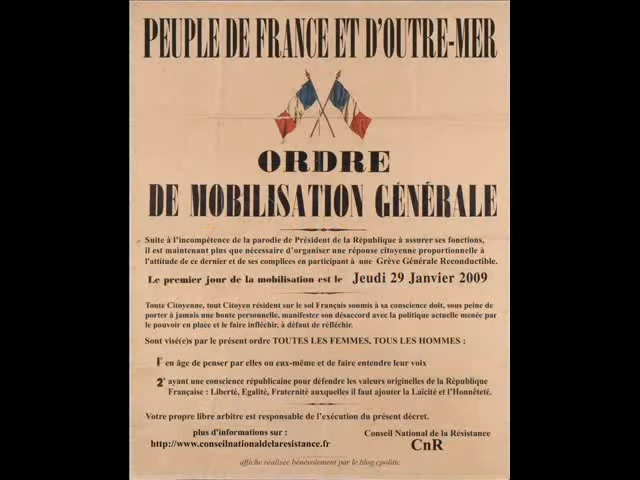 PEUPLE DE FRANCE ET D'OUTRE-MER
ORDRE
DE MOBILISATION GÉNÉRALE
Suite à l'incompétence de la parodie de Président de la République à assurer ses fonctions,
il est maintenant plus que nécessaire d'organiser une réponse citoyenne proportionnelle à
l'attitude de ce dernier et de ses complices en participant à une Grève Générale Reconductible.
Le premier jour de la mobilisation est le Jeudi 29 Janvier 2009
Toute Citoyenne, tout Citoyen résident sur le sol Français soumis à sa conscience doit, sous peine de
porter à jamais une honte personnelle, manifester son désaccord avec la politique actuelle menée par
le pouvoir en place et le faire infléchir, à défaut de réfléchir.
Sont visé(e)s par le présent ordre TOUTES LES FEMMES, TOUS LES HOMMES :
1° en âge de penser par elles ou eux-même et de faire entendre leur voix
2° ayant une conscience républicaine pour défendre les valeurs originelles de la République
Française : Liberté, Egalité, Fraternité auxquelles il faut ajouter la Laïcité et l'Honnêteté.
Votre propre libre arbitre est responsable de l'exécution du présent décret.
plus d'informations sur :
http://www.conseilnationaldelaresistance.fr
Conseil National de la Résistance
CnR
affiche réalisée bénévolement par le blog cpolitic